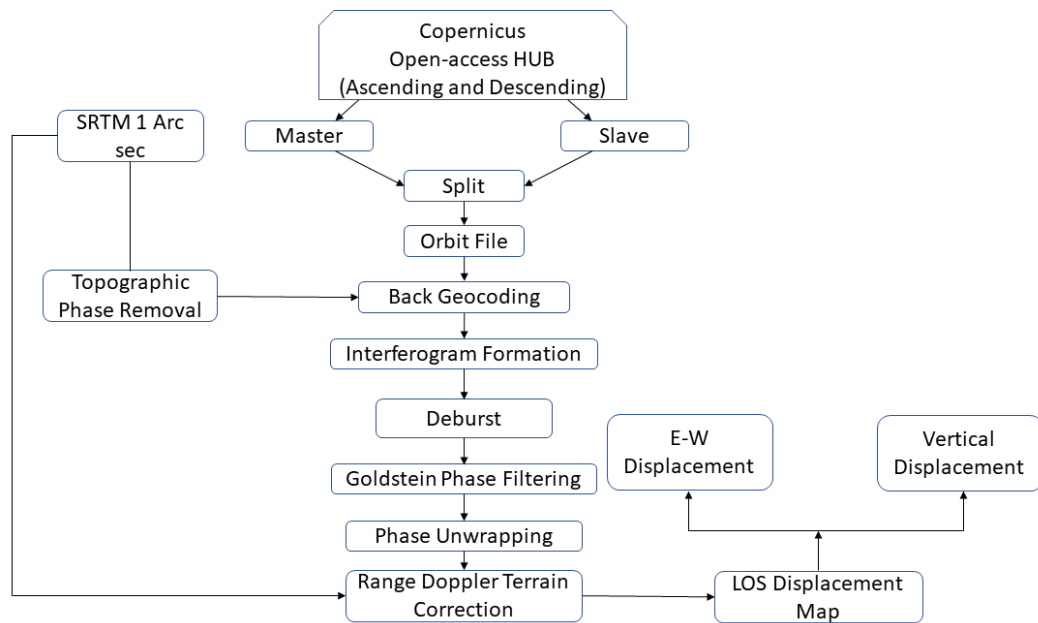 Copernicus
Open-access HUB
(Ascending and Descending)
SRTM 1 Arc
sec
Master
Slave
Split
Orbit File
Topographic
Phase Removal
Back Geocoding
Interferogram Formation
Deburst
E-W
Displacement
Vertical
Displacement
Goldstein Phase Filtering
Phase Unwrapping
Range Doppler Terrain
Correction
LOS Displacement
Map